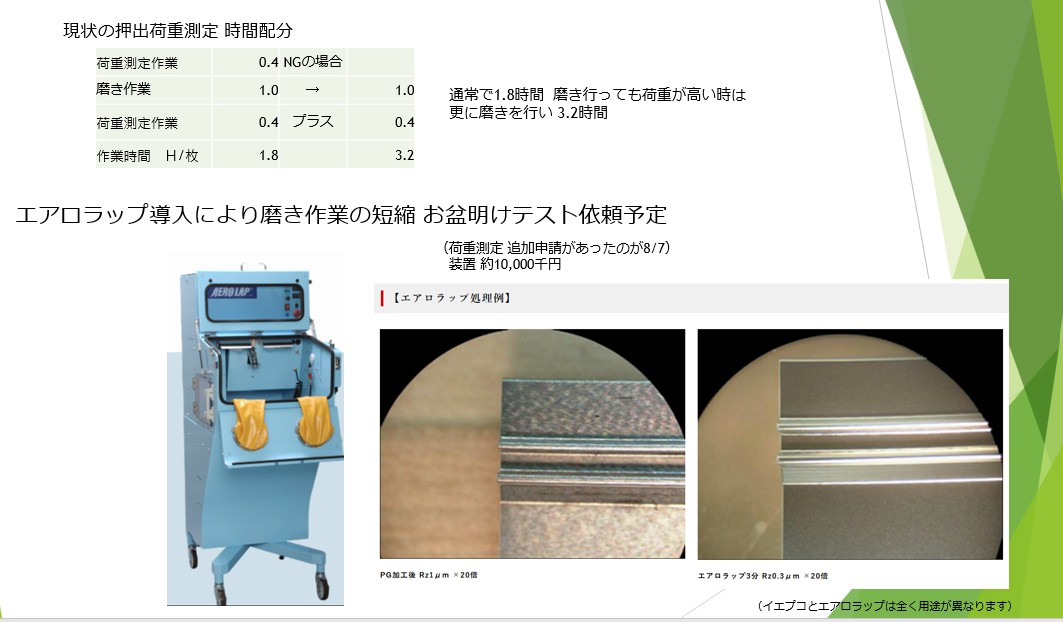 現状の押出荷重測定 時間配分
荷重測定作業 0.4 NGの場合
磨き作業 1.0 → 1.0
荷重測定作業 0.4 プラス 0.4
作業時間　H/枚 1.8 3.2
通常で1.8時間 磨き行っても荷重が高い時は
更に磨きを行い 3.2時間
エアロラップ導入により磨き作業の短縮 お盆明けテスト依頼予定
（荷重測定 追加申請があったのが8/7）
装置 約10,000千円
AERO LAP
【エアロラップ処理例】
PG加工後 Rz1μm ×20倍
エアロラップ3分 Rz0.3μm ×20倍
（イエプコとエアロラップは全く用途が異なります）